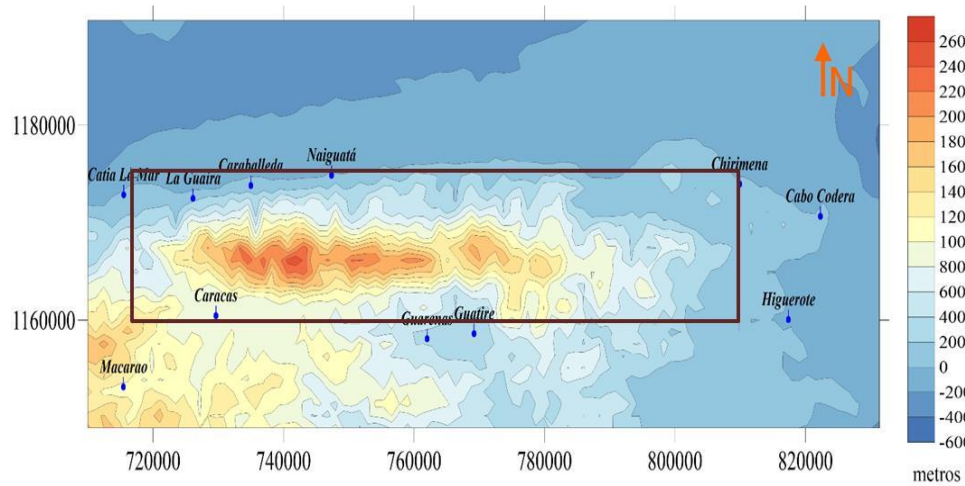 N
1180000
1160000
Catia La Mar
La Guaira
Caraballeda
Naiguatá
Chirimena
Cabo Codera
Caracas
Guarenas
Guatire
Higuerote
Macarao
720000
740000
760000
780000
800000
820000
260
240
220
200
180
160
140
120
100
800
600
400
200
0
-200
-400
-600
metros